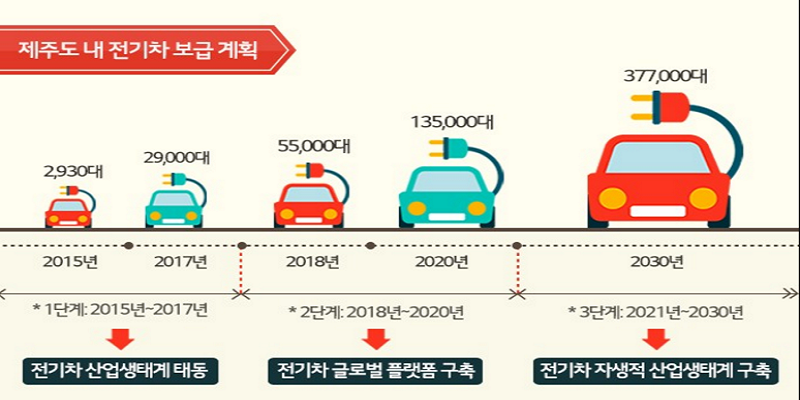 제주도 내 전기차 보급 계획
2,930대
29,000대
55,000대
135,000대
377,000대
2015년
2017년
2018년
2020년
2030년
* 1단계: 2015년~2017년
* 2단계: 2018년~2020년
* 3단계: 2021년~2030년
전기차 산업생태계 태동
전기차 글로벌 플랫폼 구축
전기차 자생적 산업생태계 구축